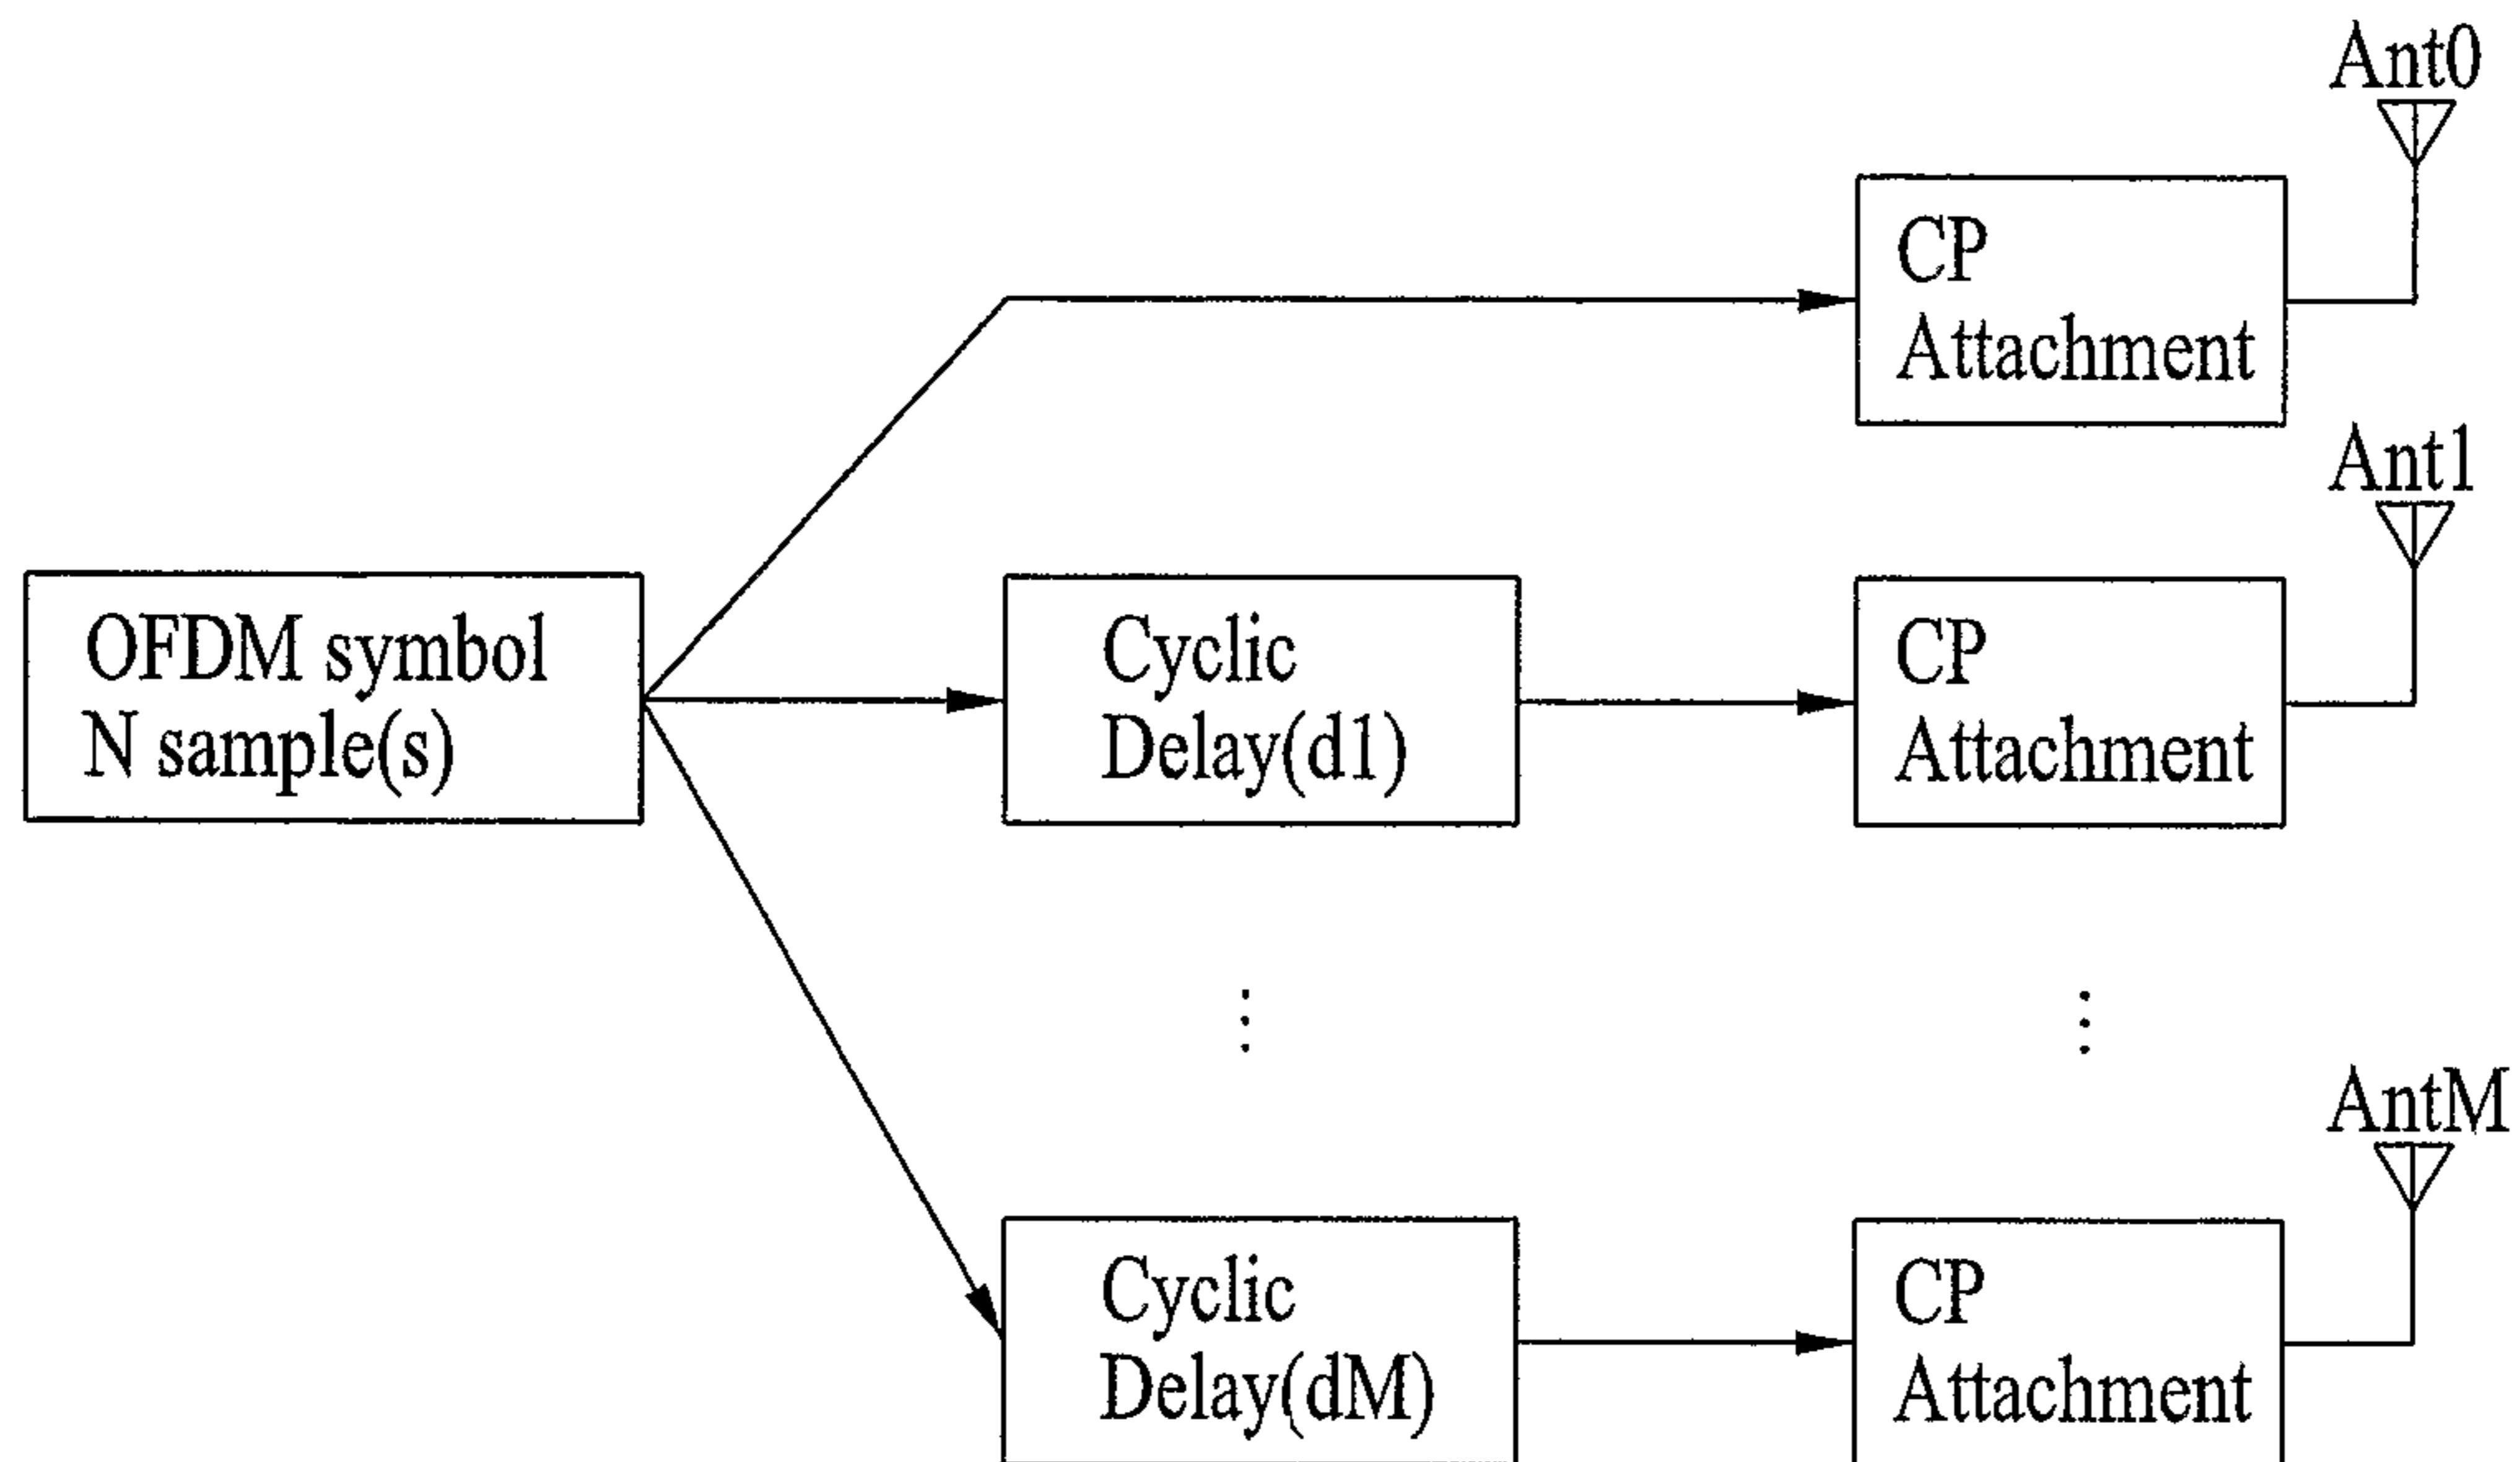 Ant0
CP
Attachment
Ant1
OFDM symbol
N sample(s)
Cyclic
Delay(d1)
CP
Attachment
AntM
Cyclic
Delay(dM)
CP
Attachment